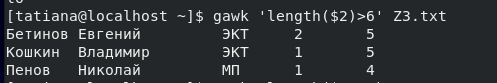 [tatiana@localhost ~]$ gawk 'length($2)>6' Z3.txt
Бетинов Евгений ЭКТ 2 5
Кошкин Владимир ЭКТ 1 5
Пенов Николай МП 1 4